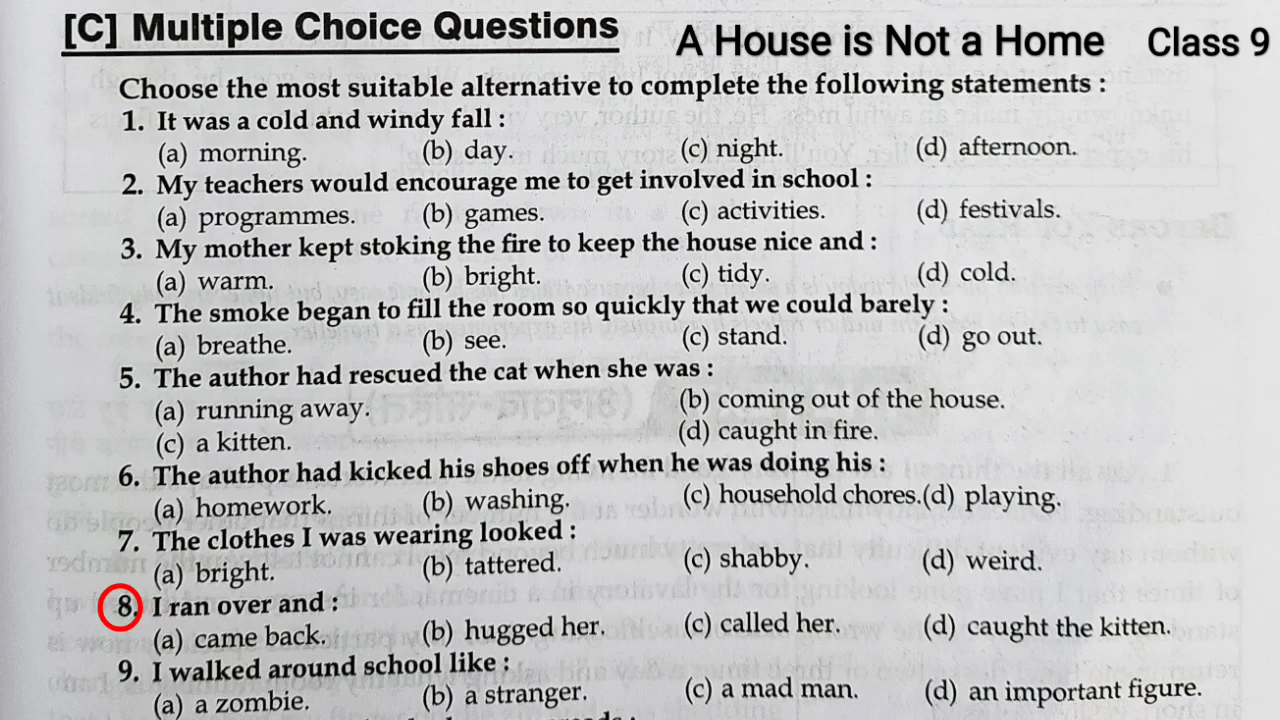 [C] Multiple Choice Questions
A House is Not a Home Class 9
Choose the most suitable alternative to complete the following statements :
1. It was a cold and windy fall :
(a) morning. (b) day. (c) night. (d) afternoon.
2. My teachers would encourage me to get involved in school :
(a) programmes. (b) games. (c) activities. (d) festivals.
3. My mother kept stoking the fire to keep the house nice and :
(a) warm. (b) bright. (c) tidy. (d) cold.
4. The smoke began to fill the room so quickly that we could barely :
(a) breathe. (b) see. (c) stand. (d) go out.
5. The author had rescued the cat when she was :
(a) running away. (b) coming out of the house.
(c) a kitten. (d) caught in fire.
6. The author had kicked his shoes off when he was doing his :
(a) homework. (b) washing. (c) household chores.(d) playing.
7. The clothes I was wearing looked :
(a) bright. (b) tattered. (c) shabby. (d) weird.
8. I ran over and :
(a) came back. (b) hugged her. (c) called her. (d) caught the kitten.
9. I walked around school like :
(a) a zombie. (b) a stranger. (c) a mad man. (d) an important figure.